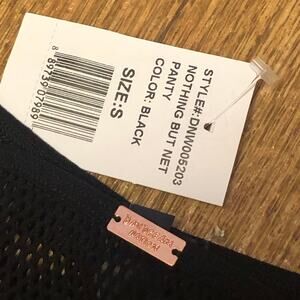 STYLE#:DNW005203
NOTHING BUT NET
PANTY
COLOR: BLACK
SIZE:S